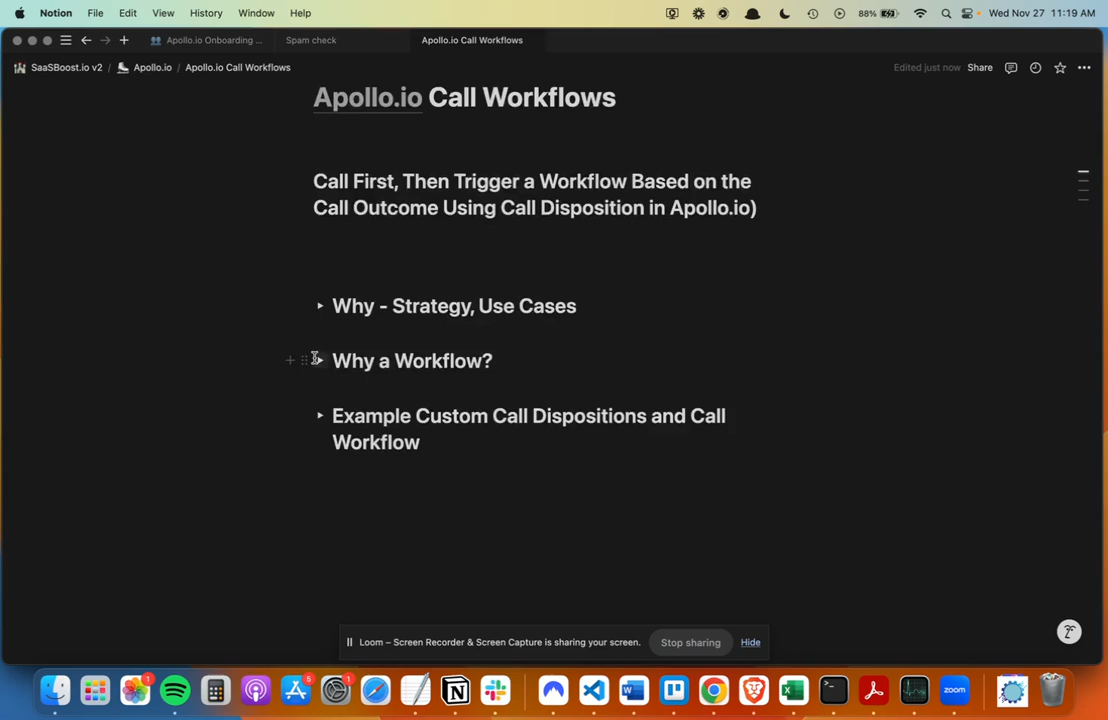 Notion File Edit View History Window Help 88% Wed Nov 27 11:19 AM
Apollo.io Onboarding ... Spam check Apollo.io Call Workflows
SaaSBoost.io v2 / Apollo.io / Apollo.io Call Workflows Edited just now Share
Apollo.io Call Workflows
Call First, Then Trigger a Workflow Based on the
Call Outcome Using Call Disposition in Apollo.io)
Why - Strategy, Use Cases
Why a Workflow?
Example Custom Call Dispositions and Call
Workflow
Loom – Screen Recorder & Screen Capture is sharing your screen. Stop sharing Hide
1 5 1
zoom